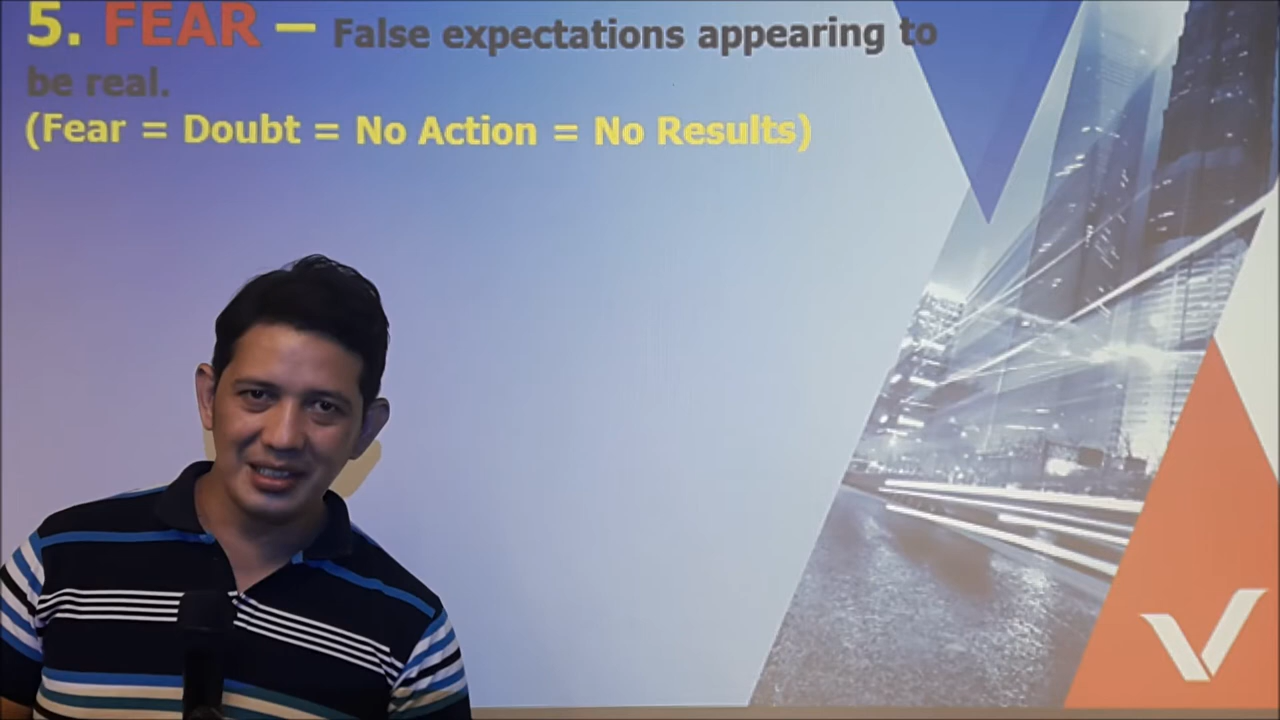 5. FEAR – False expectations appearing to
be real.
(Fear = Doubt = No Action = No Results)